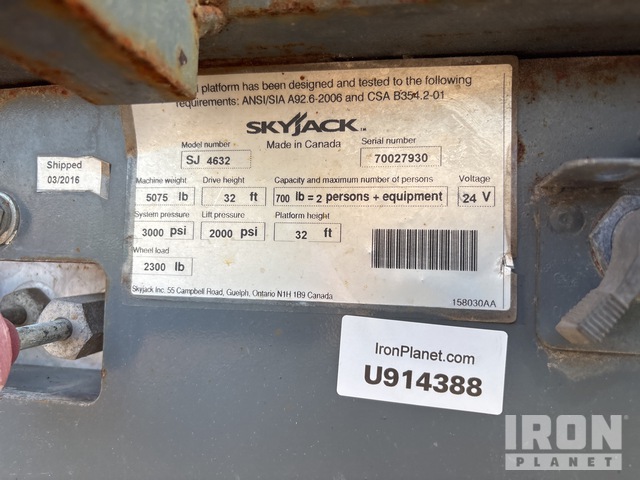 platform has been designed and tested to the following
requirements: ANSI/SIA A92.6-2006 and CSA B354.2-01
SKYJACK
Made in Canada
Model number
SJ 4632
Serial number
70027930
Shipped
03/2016
Machine weight
5075 lb
Drive height
32 ft
Capacity and maximum number of persons
700 lb = 2 persons + equipment
Voltage
24 V
System pressure
3000 psi
Lift pressure
2000 psi
Platform height
32 ft
Wheel load
2300 lb
Skyjack Inc. 55 Campbell Road, Guelph, Ontario N1H 1B9 Canada
158030AA
IronPlanet.com
U914388
IRON
PLANET